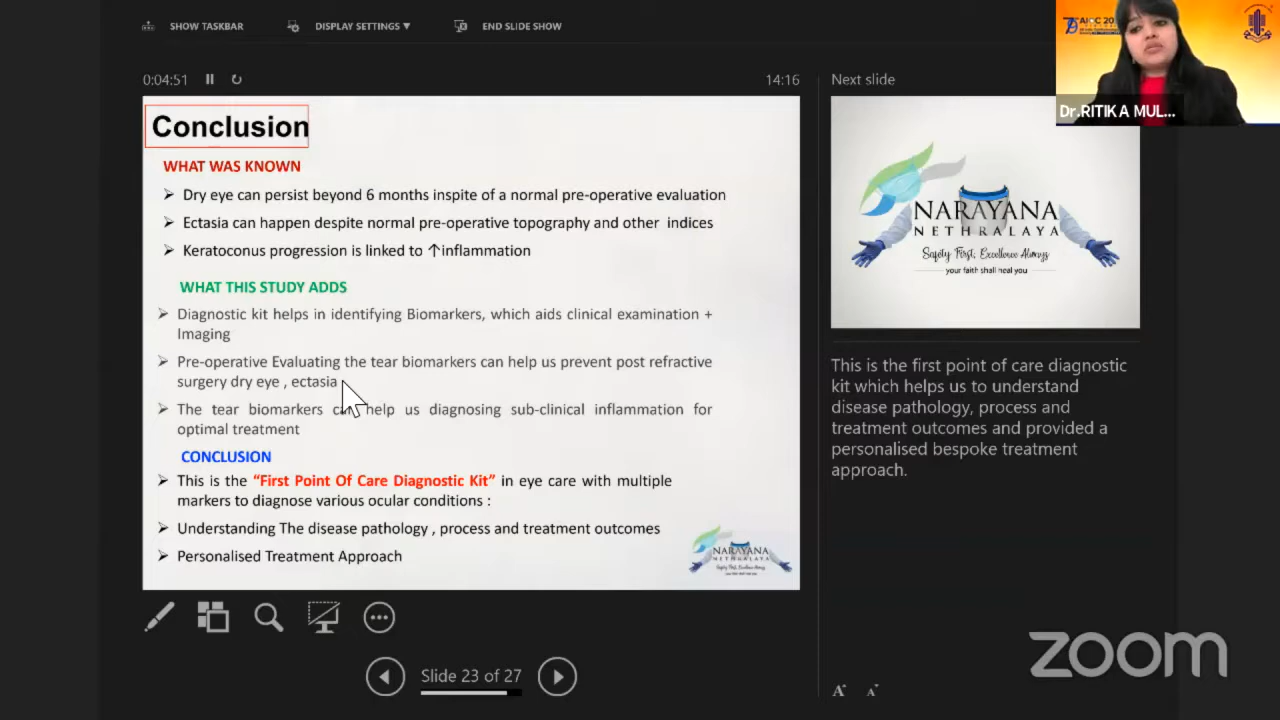 SHOW TASKBAR
DISPLAY SETTINGS ▼
END SLIDE SHOW
0:04:51
14:16
Next slide
Dr.RITIKA MUL...
Conclusion
WHAT WAS KNOWN
➢ Dry eye can persist beyond 6 months inspite of a normal pre-operative evaluation
➢ Ectasia can happen despite normal pre-operative topography and other indices
➢ Keratoconus progression is linked to ↑inflammation
WHAT THIS STUDY ADDS
➢ Diagnostic kit helps in identifying Biomarkers, which aids clinical examination +
Imaging
➢ Pre-operative Evaluating the tear biomarkers can help us prevent post refractive
surgery dry eye , ectasia
➢ The tear biomarkers help us diagnosing sub-clinical inflammation for
optimal treatment
CONCLUSION
➢ This is the “First Point Of Care Diagnostic Kit” in eye care with multiple
markers to diagnose various ocular conditions :
➢ Understanding The disease pathology , process and treatment outcomes
➢ Personalised Treatment Approach
NARAYANA
NETHRALAYA
NARAYANA
NETHRALAYA
Safety First, Excellence Always
your faith shall heal you
This is the first point of care diagnostic
kit which helps us to understand
disease pathology, process and
treatment outcomes and provided a
personalised bespoke treatment
approach.
Slide 23 of 27
A A
zoom